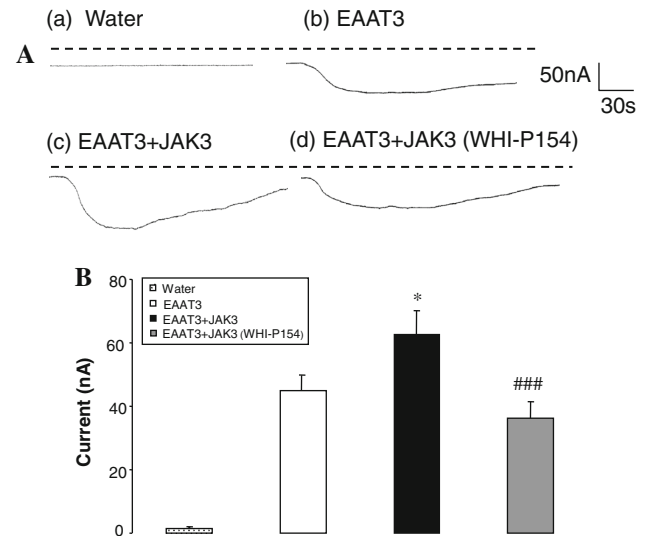 (a) Water
(b) EAAT3
A
50nA
30s
(c) EAAT3+JAK3
(d) EAAT3+JAK3 (WHI-P154)
B
80
60
40
20
0
Current (nA)
Water
EAAT3
EAAT3+JAK3
EAAT3+JAK3 (WHI-P154)
*
###